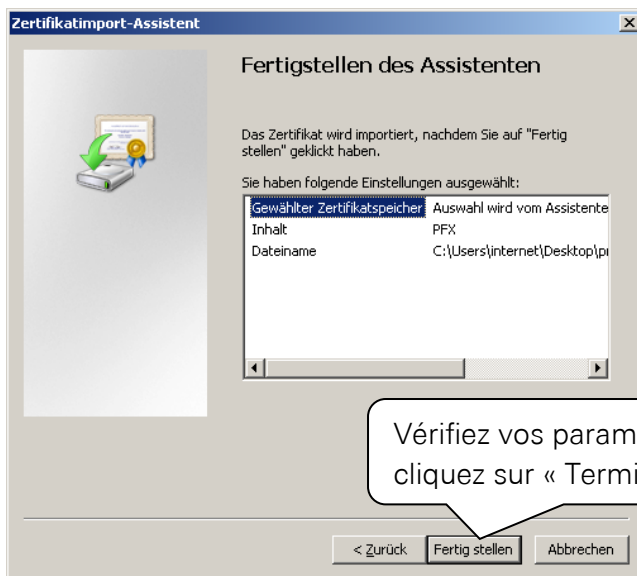 Zertifikatimport-Assistent
Fertigstellen des Assistenten
Das Zertifikat wird importiert, nachdem Sie auf "Fertig
stellen" geklickt haben.
Sie haben folgende Einstellungen ausgewählt:
Gewählter Zertifikatspeicher Auswahl wird vom Assistente
Inhalt PFX
Dateiname C:\Users\internet\Desktop\pr
Vérifiez vos param
cliquez sur « Termi
< Zurück Fertig stellen Abbrechen